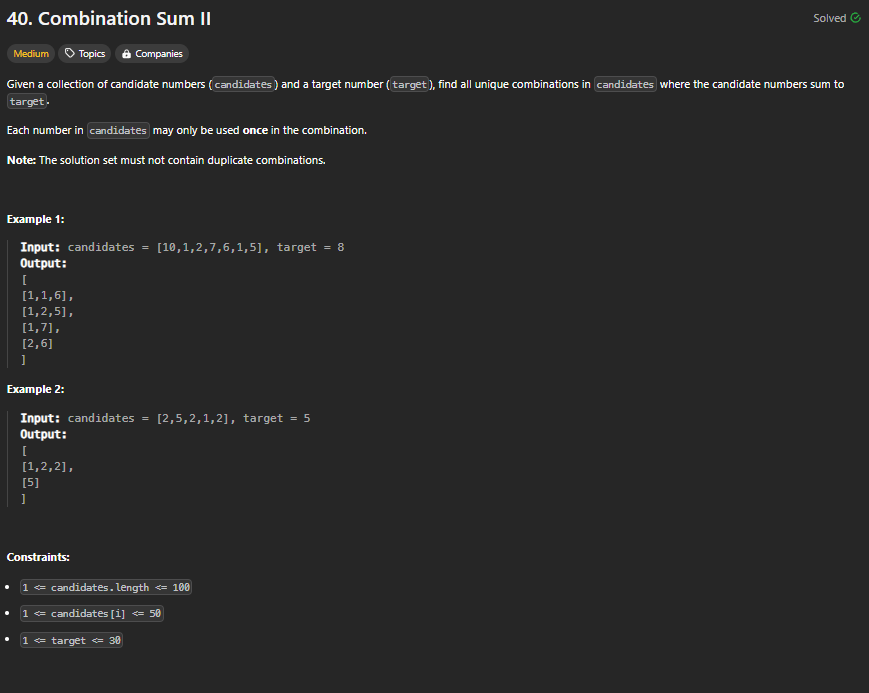 40. Combination Sum II
Solved
Medium Topics Companies
Given a collection of candidate numbers (candidates) and a target number (target), find all unique combinations in candidates where the candidate numbers sum to
target.
Each number in candidates may only be used once in the combination.
Note: The solution set must not contain duplicate combinations.
Example 1:
Input: candidates = [10,1,2,7,6,1,5], target = 8
Output:
[
[1,1,6],
[1,2,5],
[1,7],
[2,6]
]
Example 2:
Input: candidates = [2,5,2,1,2], target = 5
Output:
[
[1,2,2],
[5]
]
Constraints:
• 1 <= candidates.length <= 100
• 1 <= candidates[i] <= 50
• 1 <= target <= 30